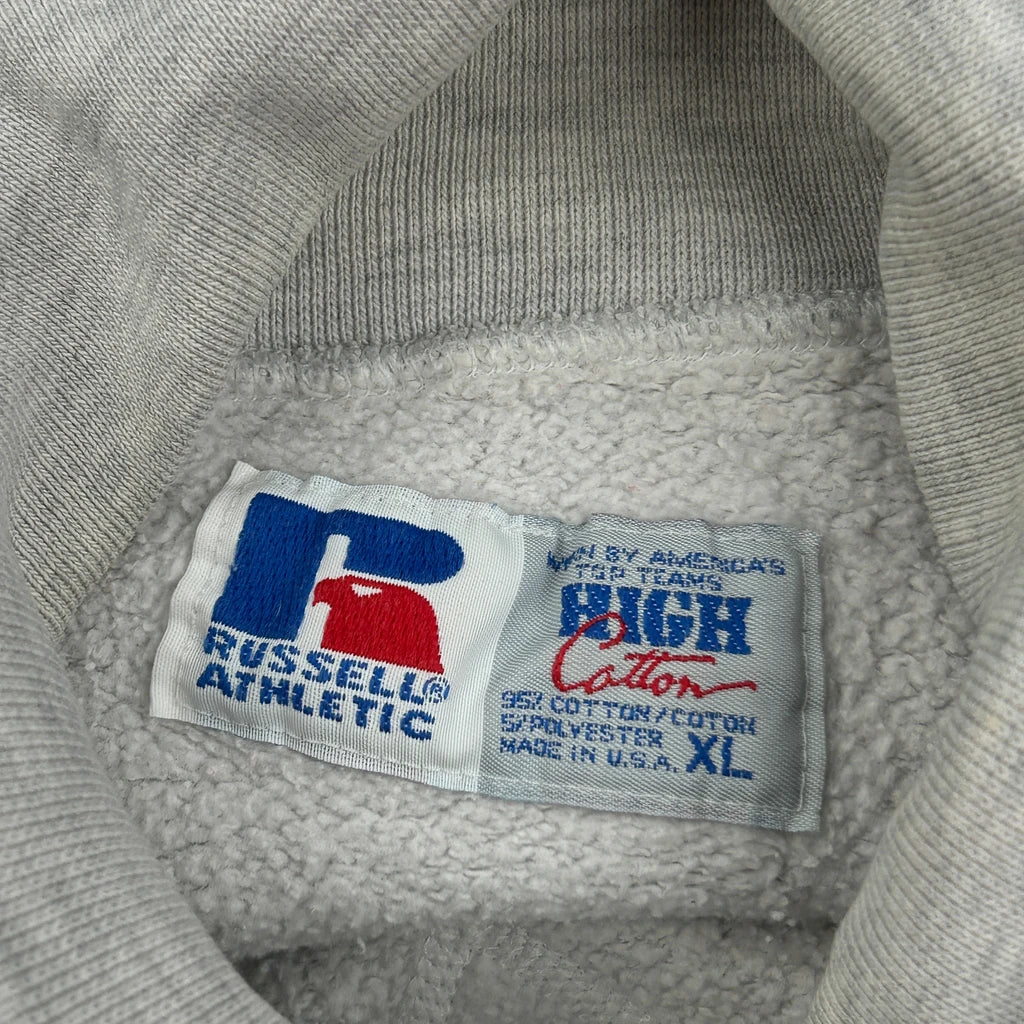 RUSSELL®
ATHLETIC
WORN BY AMERICA'S
TOP TEAMS
HIGH
Cotton
95% COTTON/COTON
5% POLYESTER
MADE IN U.S.A. XL